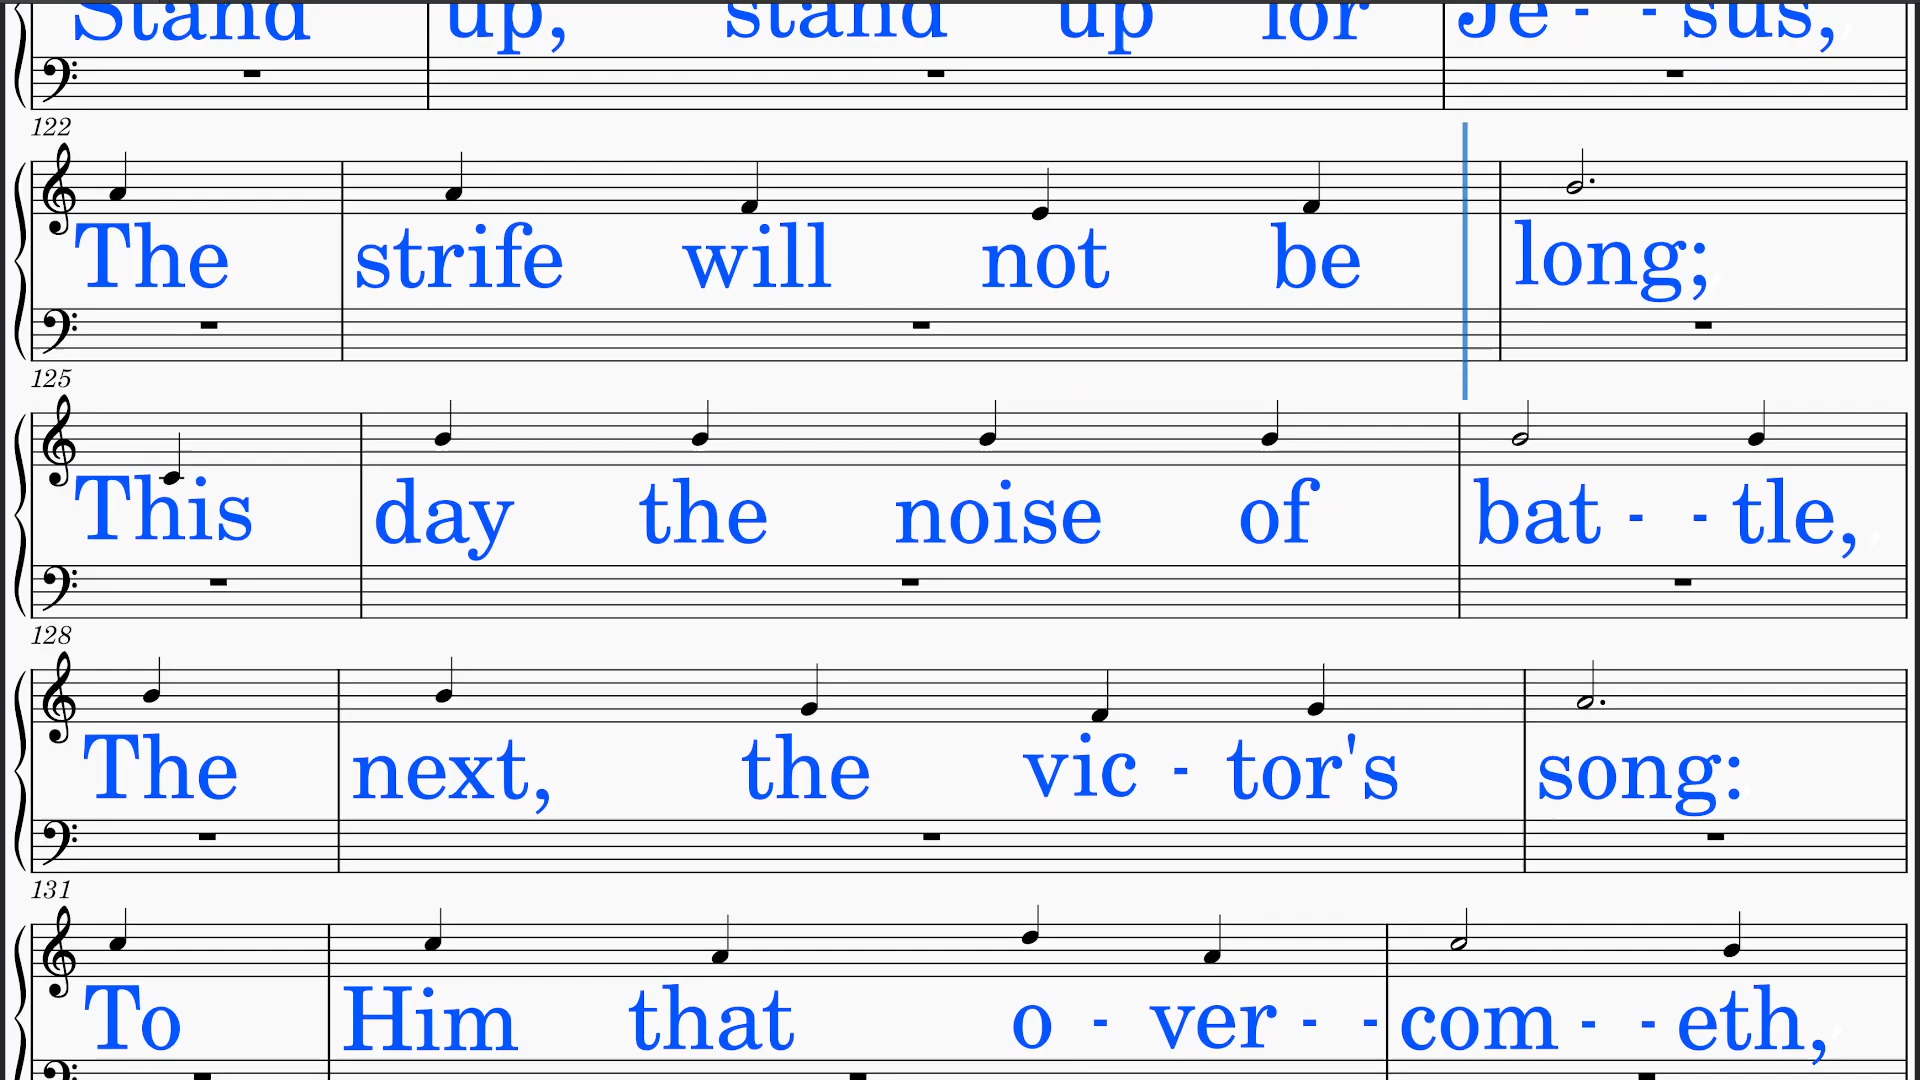 Stand up, stand up for Je - - sus,
122
The strife will not be long;
125
This day the noise of bat - - tle,
128
The next, the vic - tor's song:
131
To Him that o - ver - - com - - eth,